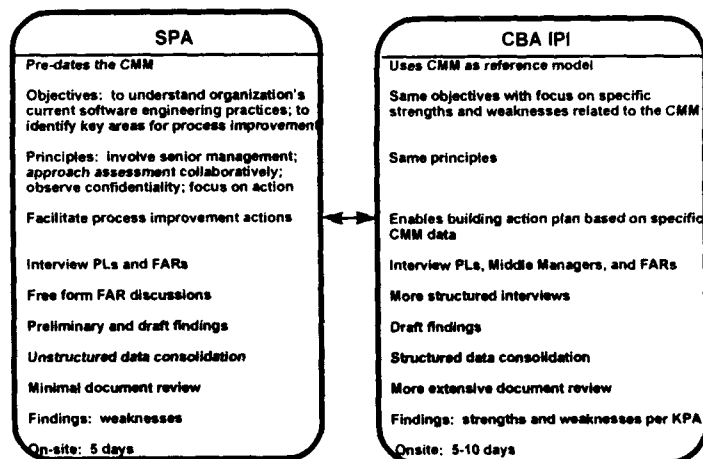 SPA
Pre-dates the CMM
Objectives: to understand organization's
current software engineering practices; to
identify key areas for process improvement
Principles: involve senior management;
approach assessment collaboratively;
observe confidentiality; focus on action
Facilitate process improvement actions
Interview PLs and FARs
Free form FAR discussions
Preliminary and draft findings
Unstructured data consolidation
Minimal document review
Findings: weaknesses
On-site: 5 days
CBA IPI
Uses CMM as reference model
Same objectives with focus on specific
strengths and weaknesses related to the CMM
Same principles
Enables building action plan based on specific
CMM data
Interview PLs, Middle Managers, and FARs
More structured interviews
Draft findings
Structured data consolidation
More extensive document review
Findings: strengths and weaknesses per KPA
Onsite: 5-10 days